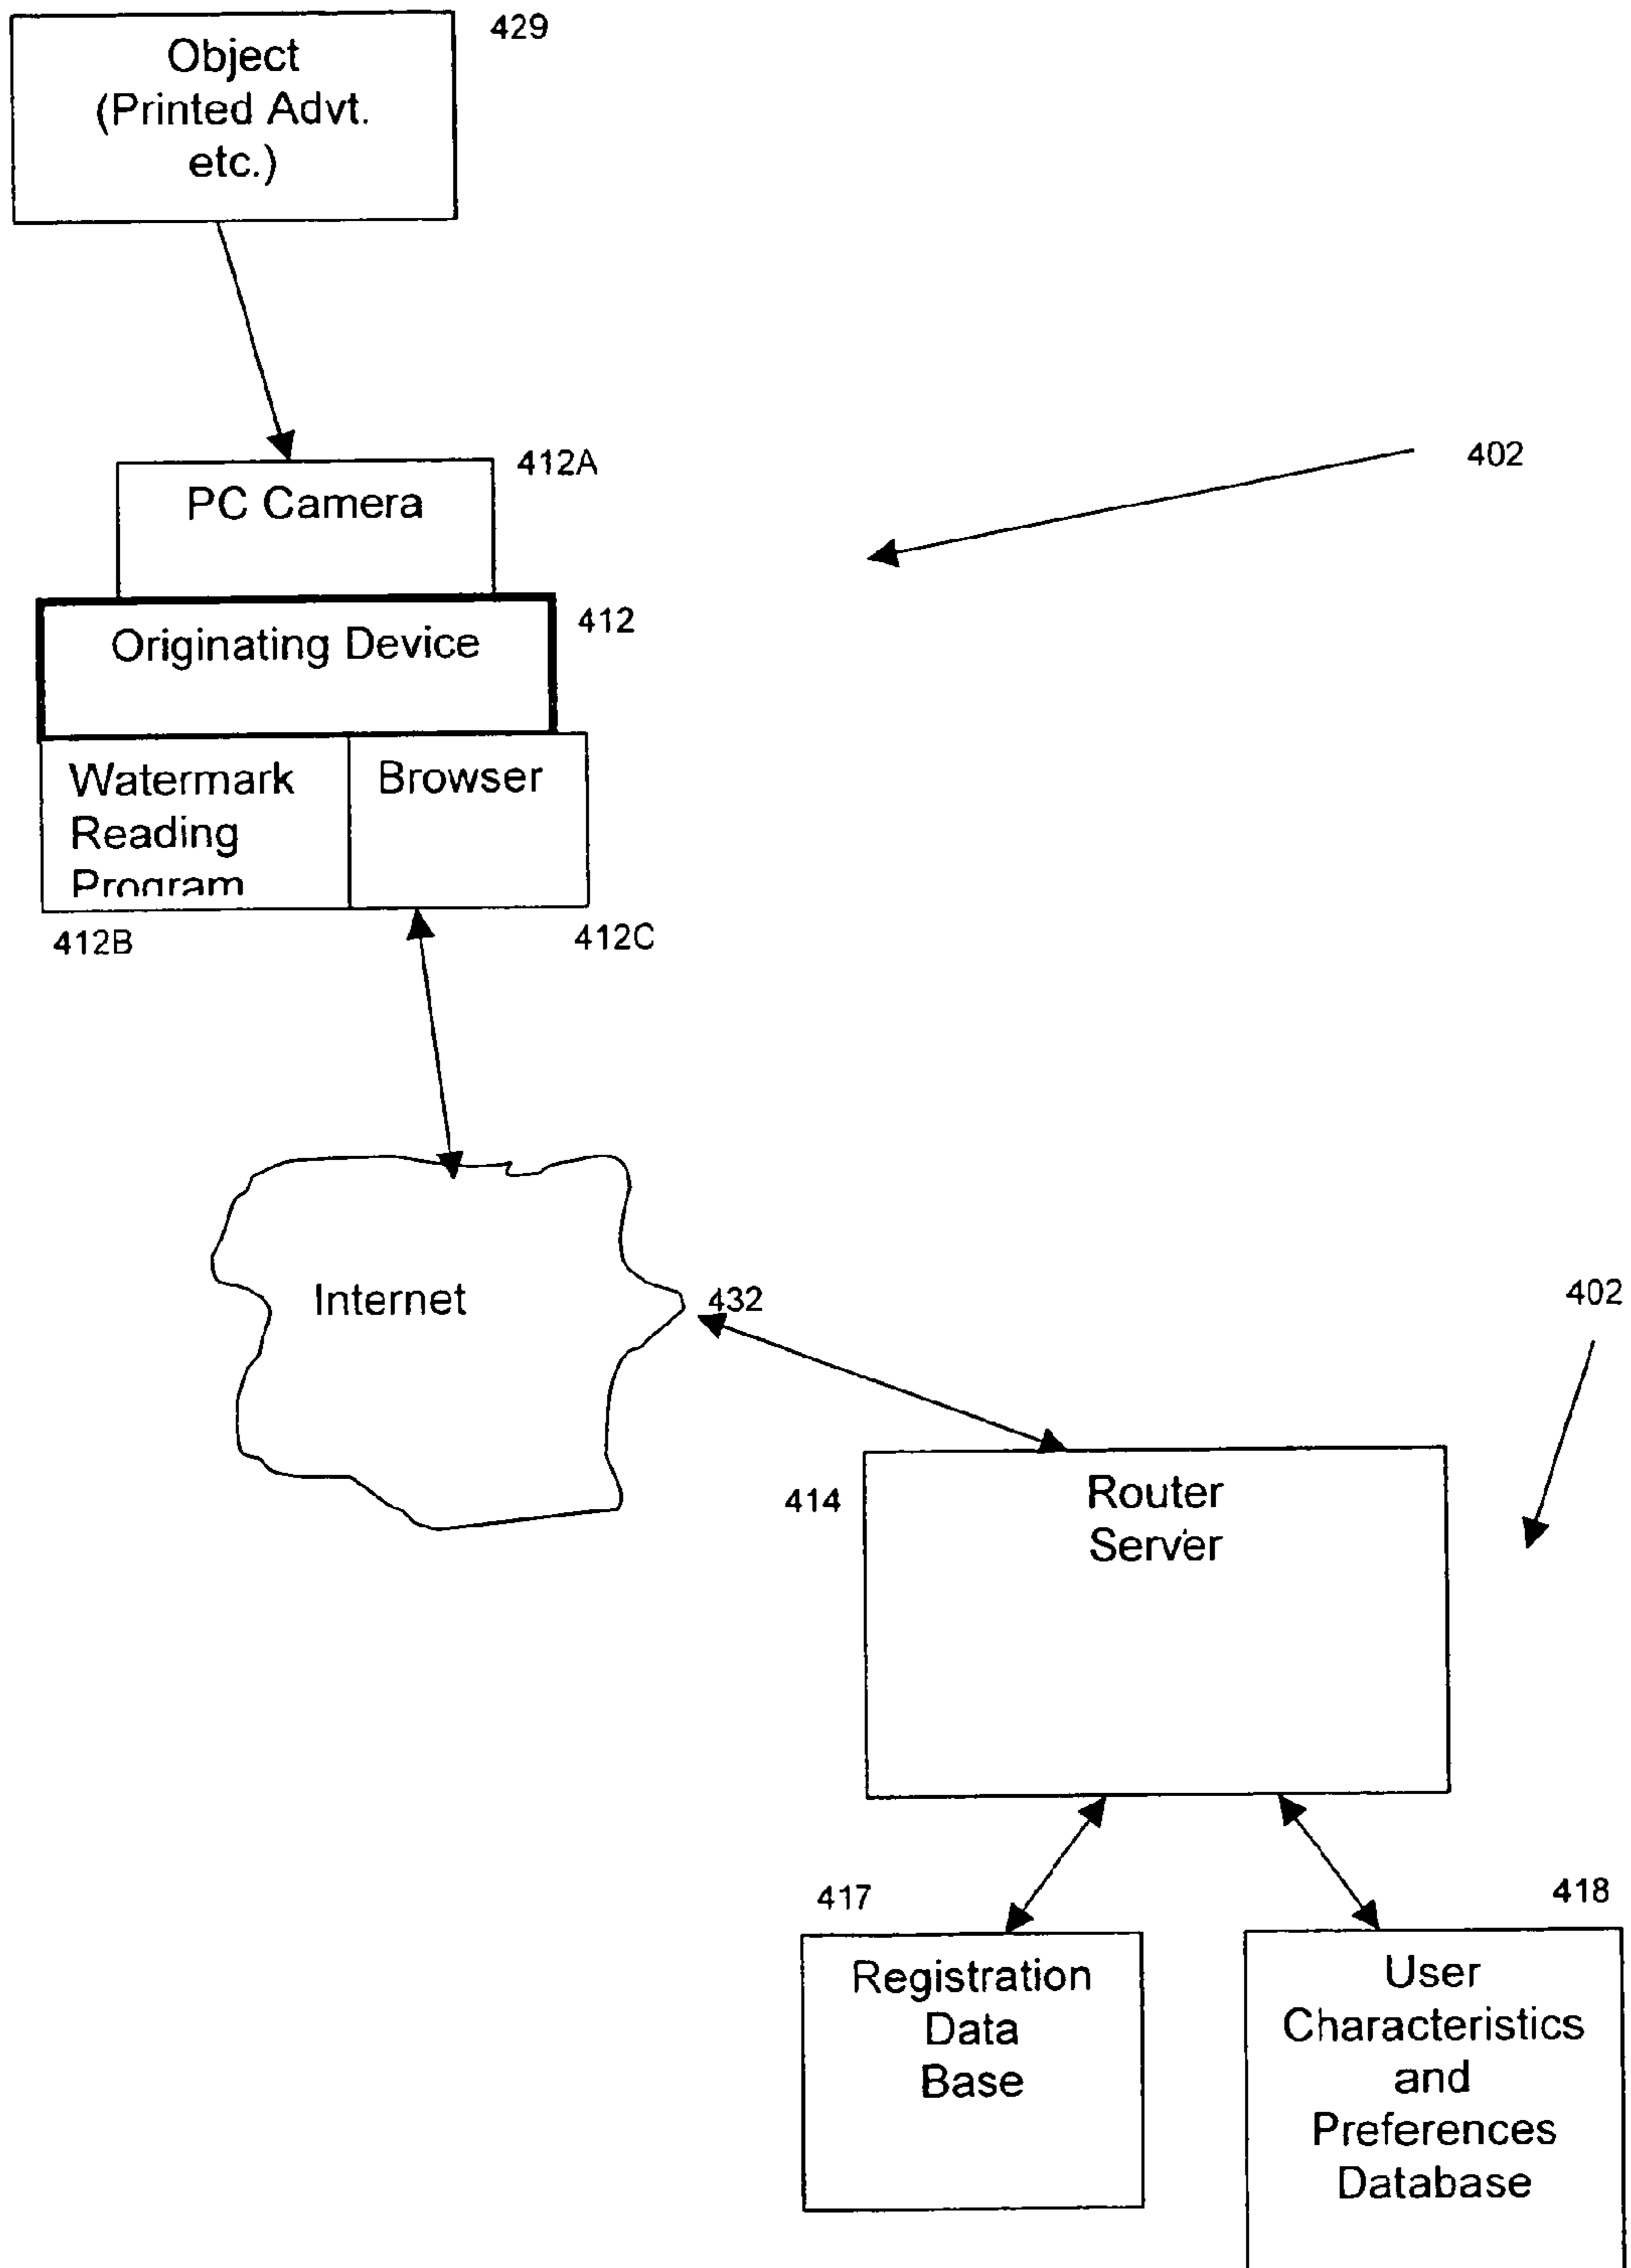 429
Object
(Printed Advt.
etc.)
412A
PC Camera
402
412
Originating Device
Watermark
Reading
Program
Browser
412B
412C
Internet
432
402
414
Router
Server
417
418
Registration
Data
Base
User
Characteristics
and
Preferences
Database